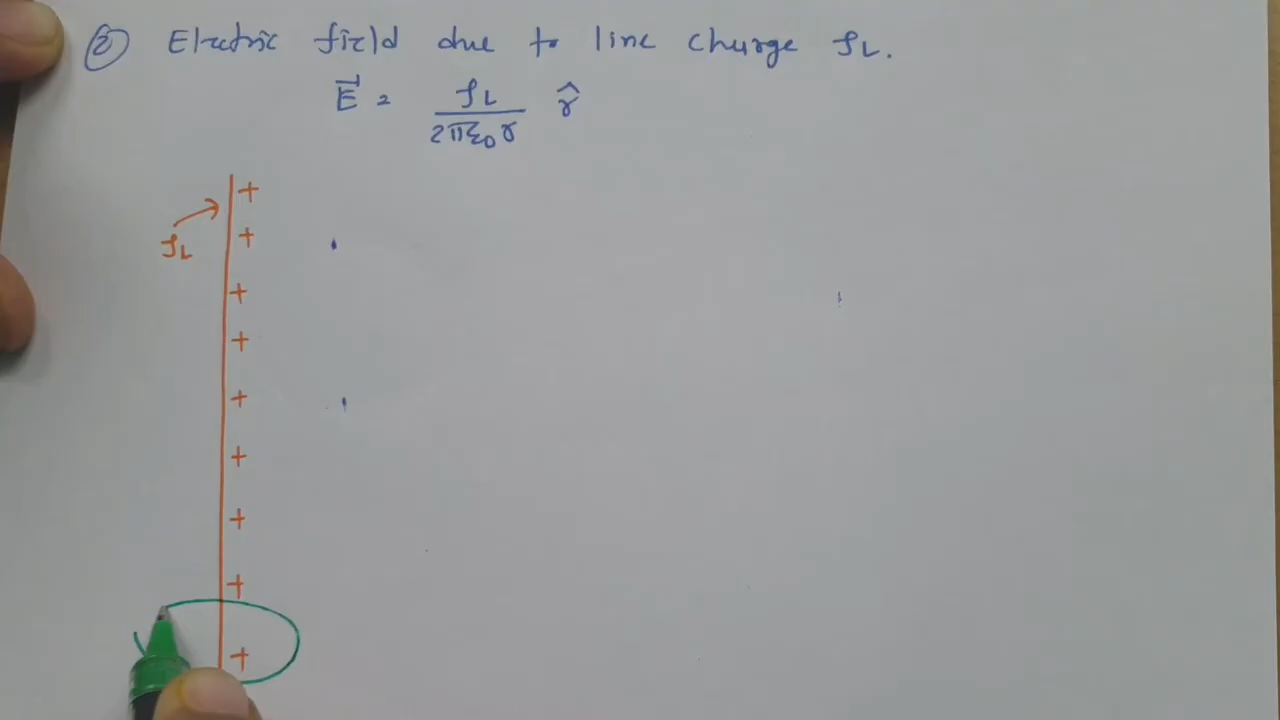 ② Electric field due to line charge ρL.
E⃗ = ρL / 2πε0r r̂
+
ρL +
+
+
+
+
+
+
+